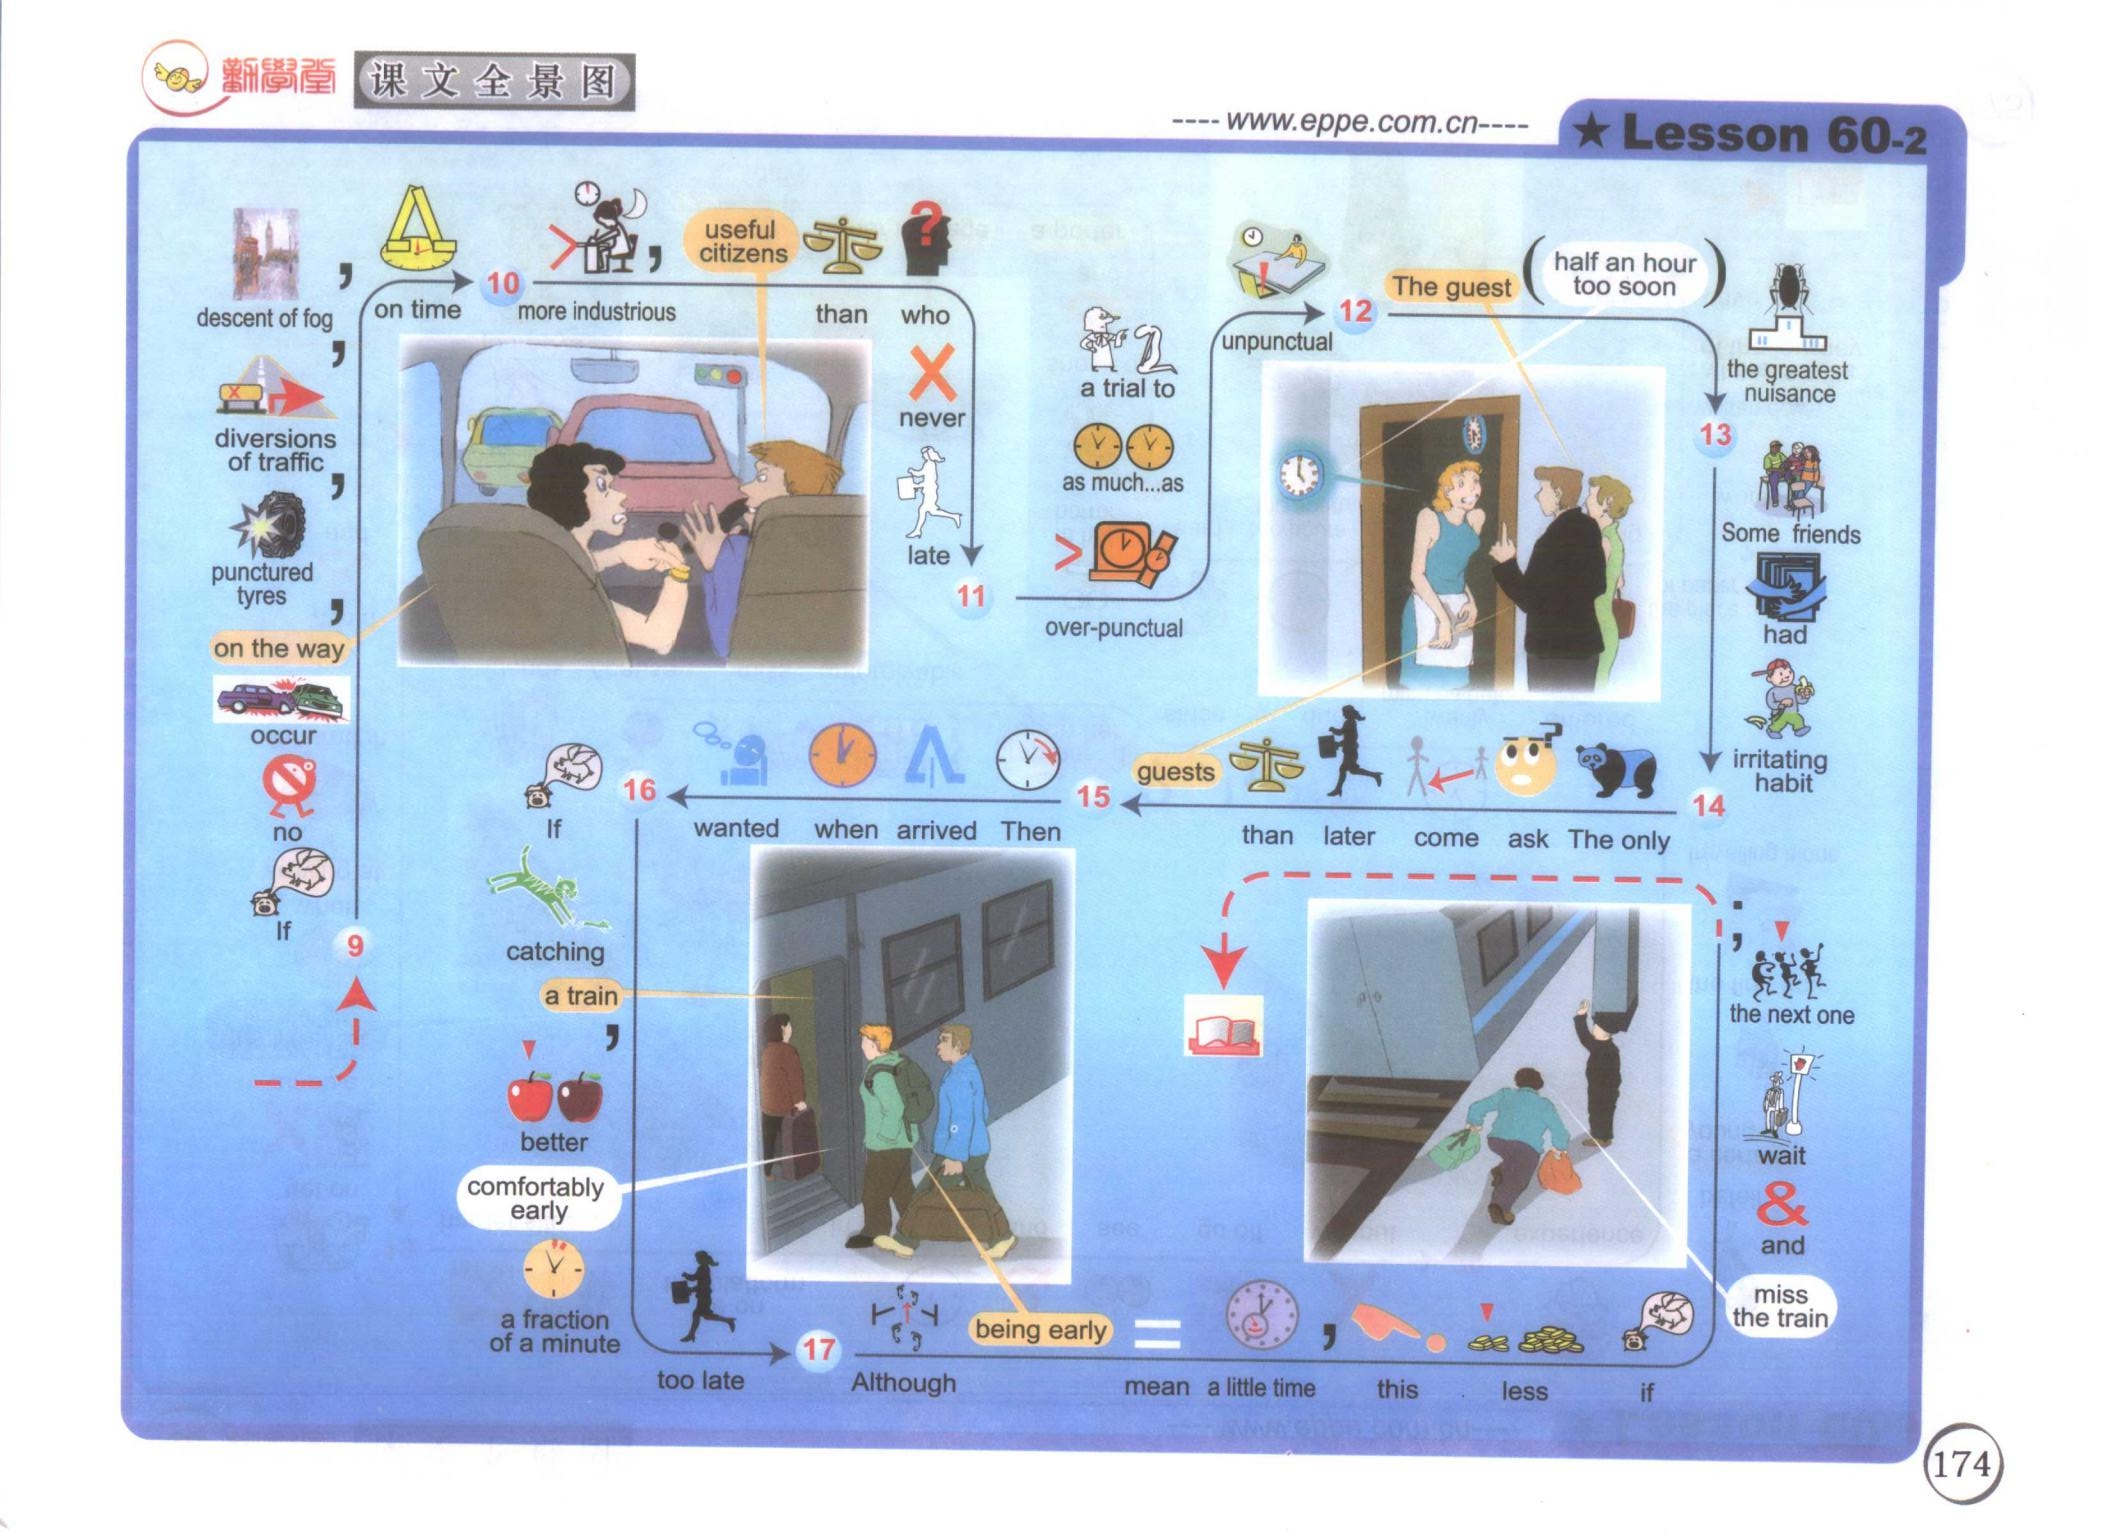 勤學堂
课文全景图
---- www.eppe.com.cn----
★ Lesson 60-2
descent of fog
,
diversions
of traffic
,
punctured
tyres
,
on the way
,
occur
no
If
9
on time
10
more industrious
,
useful
citizens
than
who
?
never
late
11
a trial to
as much...as
>
over-punctual
unpunctual
!
12
The guest
(half an hour
too soon)
the greatest
nuisance
13
Some friends
had
irritating
habit
14
The only
ask
come
later
than
guests
15
Then
arrived
when
wanted
16
If
catching
a train
,
better
comfortably
early
a fraction
of a minute
too late
17
Although
being early
=
mean
a little time
,
this
less
if
miss
the train
and
&
wait
the next one
;
174